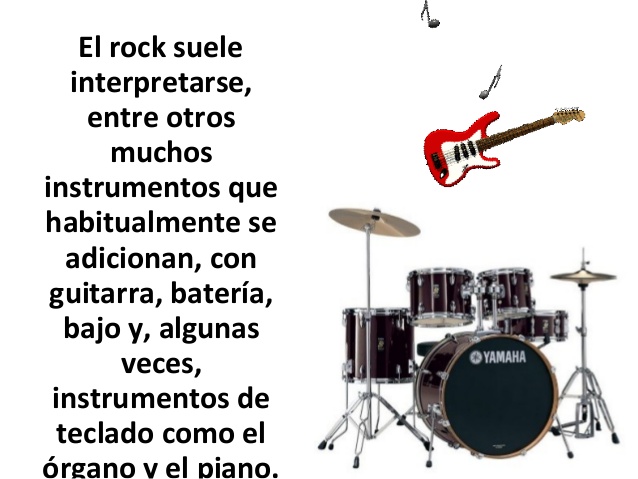 El rock suele
interpretarse,
entre otros
muchos
instrumentos que
habitualmente se
adicionan, con
guitarra, batería,
bajo y, algunas
veces,
instrumentos de
teclado como el
órgano y el piano.
YAMAHA